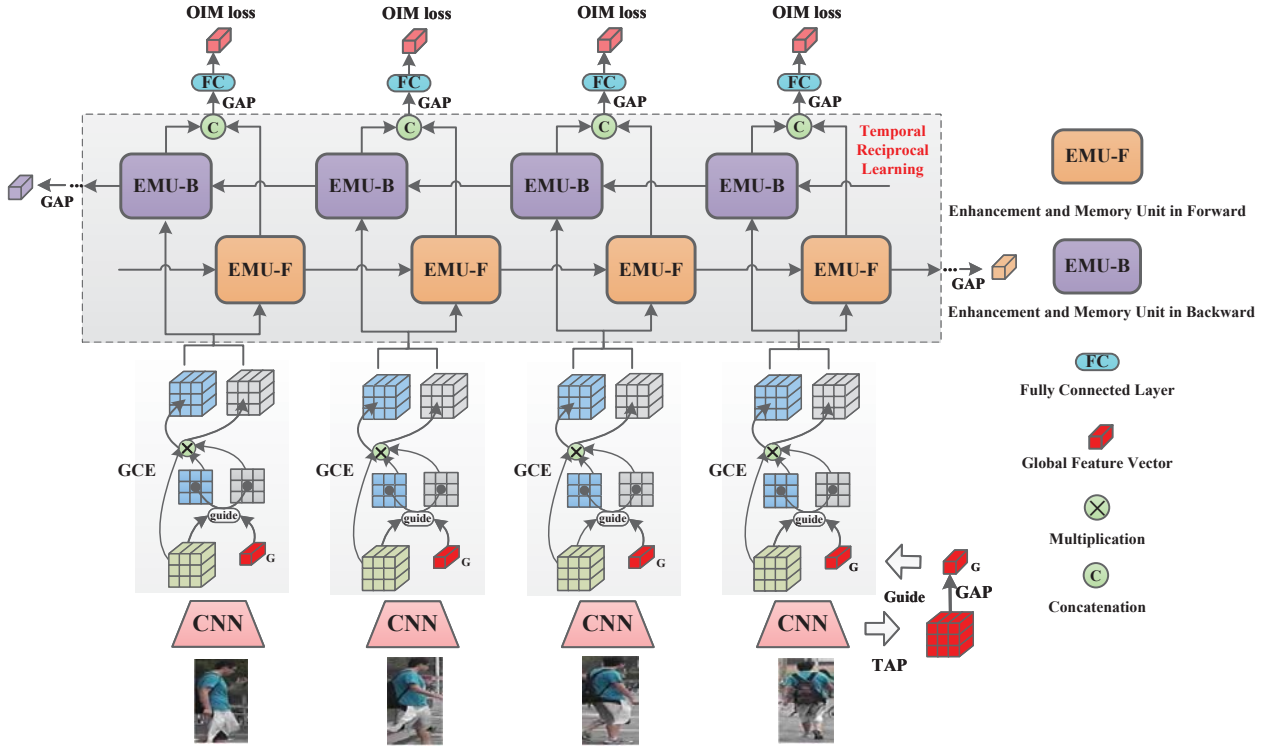 OIM loss
OIM loss
OIM loss
OIM loss
FC
FC
FC
FC
GAP
GAP
GAP
GAP
C
C
C
C
Temporal
Reciprocal
Learning
EMU-B
EMU-B
EMU-B
EMU-B
...
GAP
EMU-F
EMU-F
EMU-F
EMU-F
...
GAP
EMU-F
Enhancement and Memory Unit in Forward
EMU-B
Enhancement and Memory Unit in Backward
FC
Fully Connected Layer
Global Feature Vector
Multiplication
C
Concatenation
GCE
GCE
GCE
GCE
guide
guide
guide
guide
G
G
G
G
G
Guide
GAP
CNN
CNN
CNN
CNN
TAP